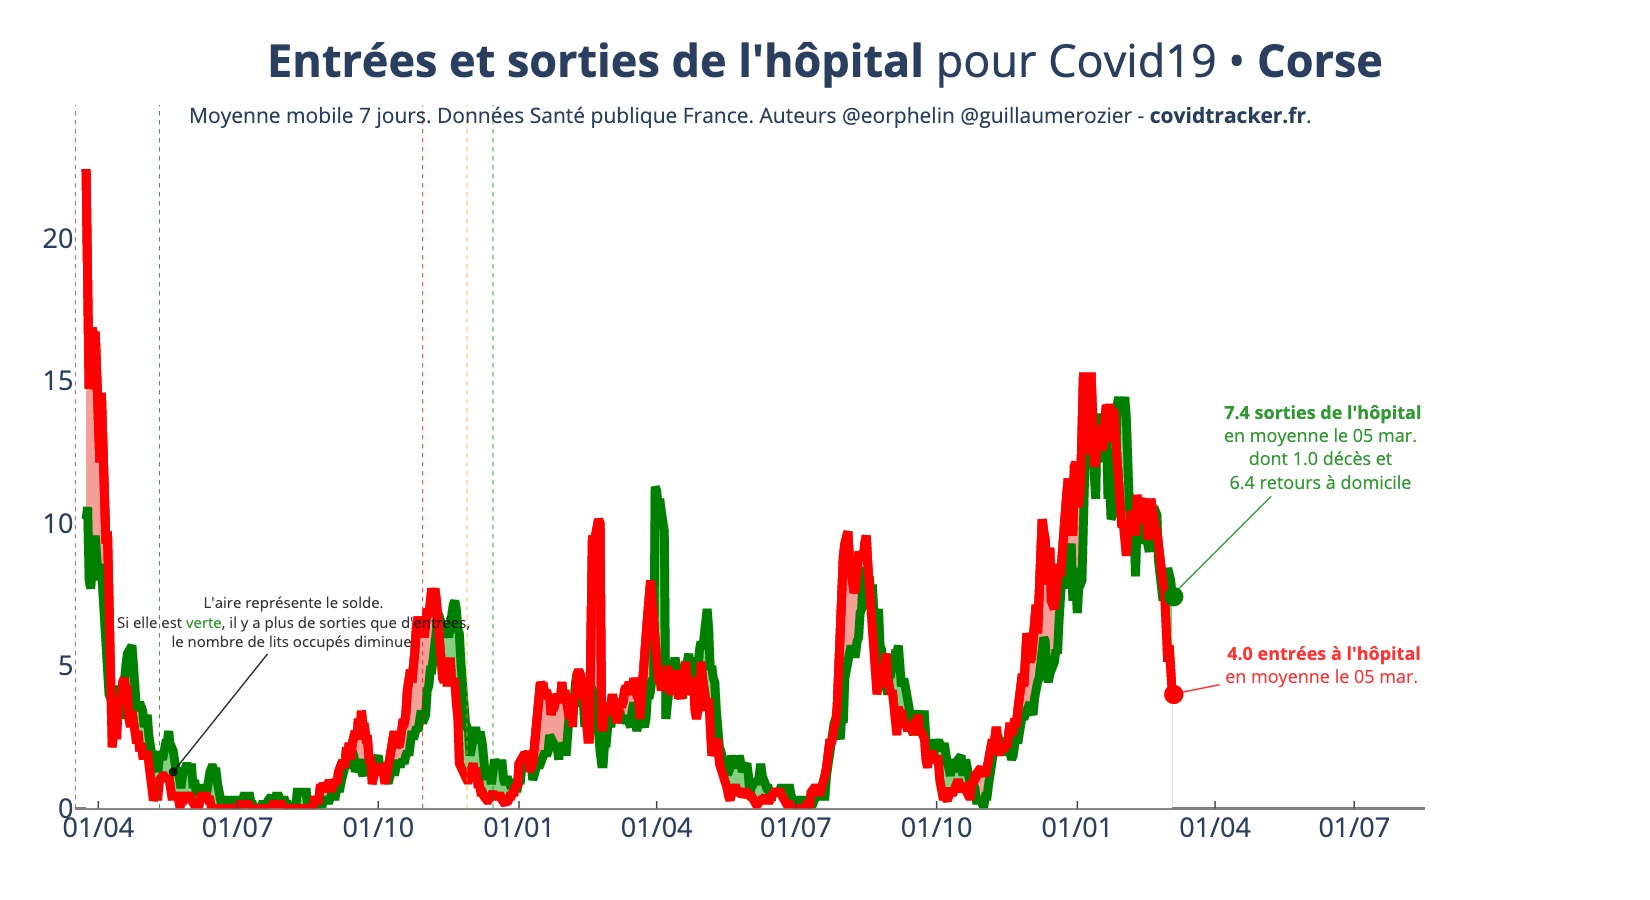 Entrées et sorties de l'hôpital pour Covid19 • Corse
Moyenne mobile 7 jours. Données Santé publique France. Auteurs @eorphelin @guillaumerozier - covidtracker.fr.
20
15
10
5
0
7.4 sorties de l'hôpital
en moyenne le 05 mar.
dont 1.0 décès et
6.4 retours à domicile
L'aire représente le solde.
Si elle est verte, il y a plus de sorties que d'entrées,
le nombre de lits occupés diminue.
4.0 entrées à l'hôpital
en moyenne le 05 mar.
01/04 01/07 01/10 01/01 01/04 01/07 01/10 01/01 01/04 01/07